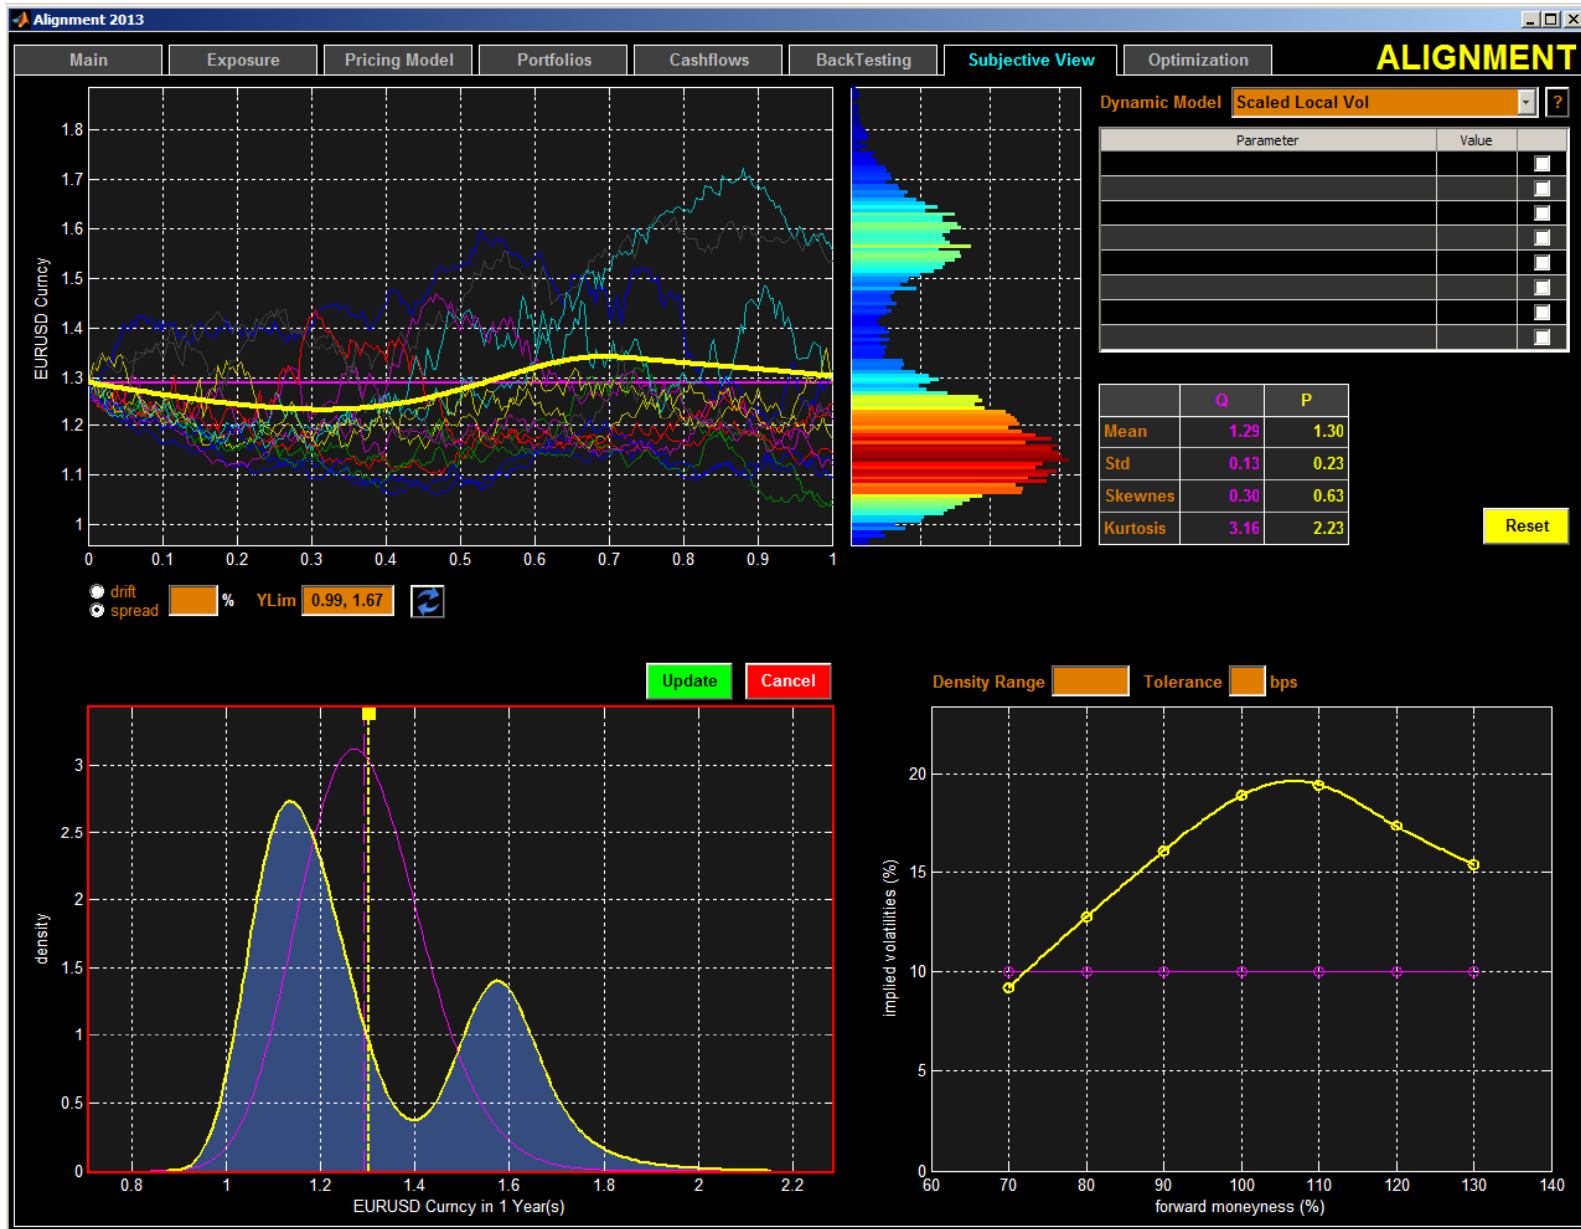 Alignment 2013
Main Exposure Pricing Model Portfolios Cashflows BackTesting Subjective View Optimization ALIGNMENT
Dynamic Model Scaled Local Vol ?
Parameter Value
EURUSD Curncy
1.8
1.7
1.6
1.5
1.4
1.3
1.2
1.1
1
0 0.1 0.2 0.3 0.4 0.5 0.6 0.7 0.8 0.9 1
Q P
Mean 1.29 1.30
Std 0.13 0.23
Skewnes 0.30 0.63
Kurtosis 3.16 2.23
Reset
drift
spread % YLim 0.99, 1.67
Update Cancel
Density Range Tolerance bps
density
3
2.5
2
1.5
1
0.5
0
0.8 1 1.2 1.4 1.6 1.8 2 2.2
EURUSD Curncy in 1 Year(s)
implied volatilities (%)
20
15
10
5
0
60 70 80 90 100 110 120 130 140
forward moneyness (%)